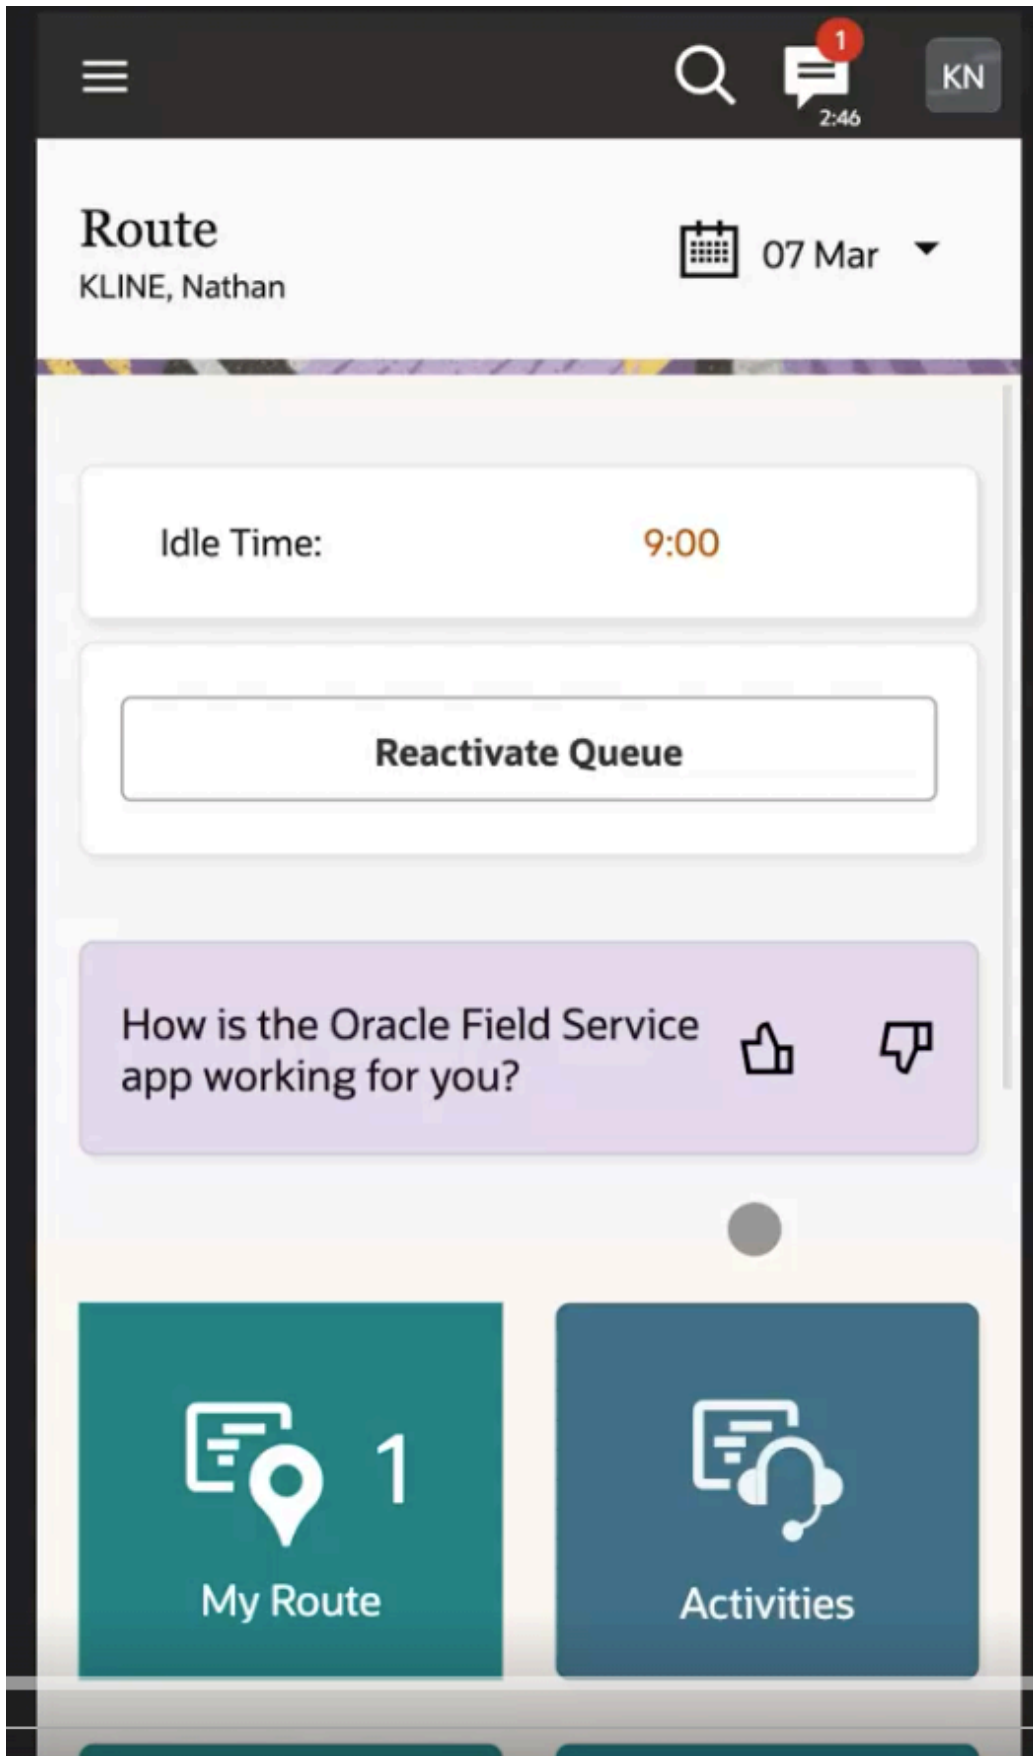 1
2:46
KN
Route
KLINE, Nathan
07 Mar
Idle Time:
9:00
Reactivate Queue
How is the Oracle Field Service
app working for you?
1
My Route
Activities